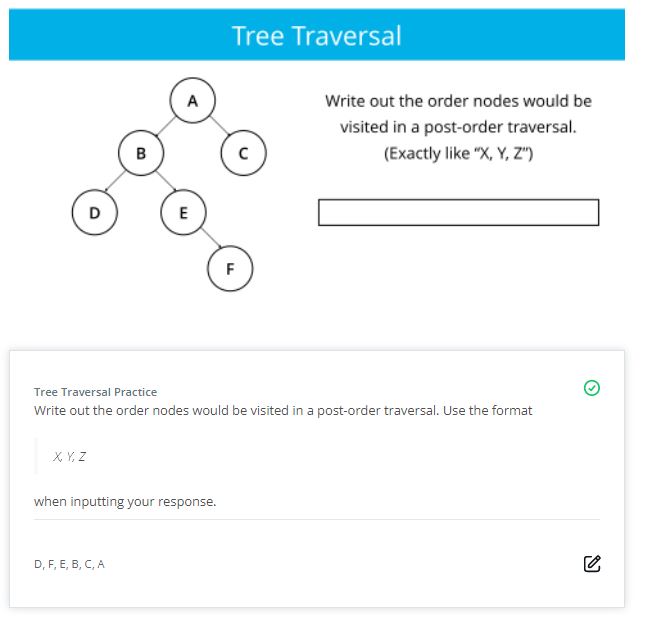 Tree Traversal
A
B
C
D
E
F
Write out the order nodes would be
visited in a post-order traversal.
(Exactly like "X, Y, Z")
Tree Traversal Practice
Write out the order nodes would be visited in a post-order traversal. Use the format
X, Y, Z
when inputting your response.
D, F, E, B, C, A